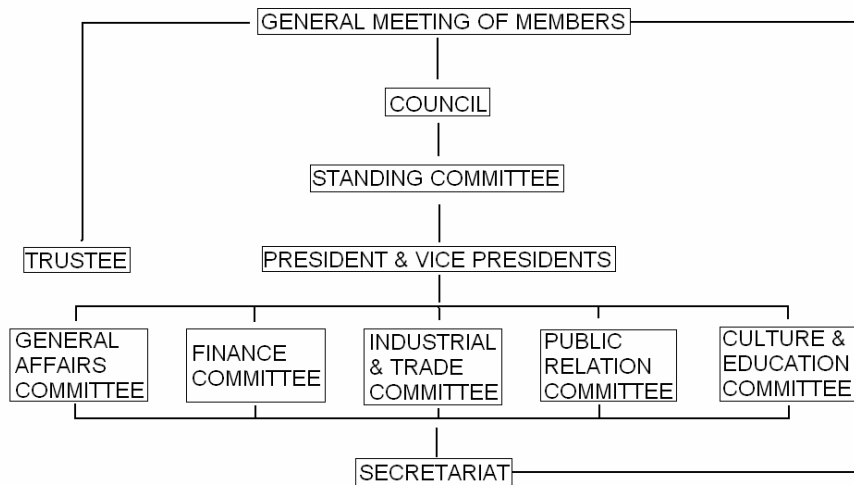 GENERAL MEETING OF MEMBERS
COUNCIL
STANDING COMMITTEE
TRUSTEE
PRESIDENT & VICE PRESIDENTS
GENERAL
AFFAIRS
COMMITTEE
FINANCE
COMMITTEE
INDUSTRIAL
& TRADE
COMMITTEE
PUBLIC
RELATION
COMMITTEE
CULTURE &
EDUCATION
COMMITTEE
SECRETARIAT